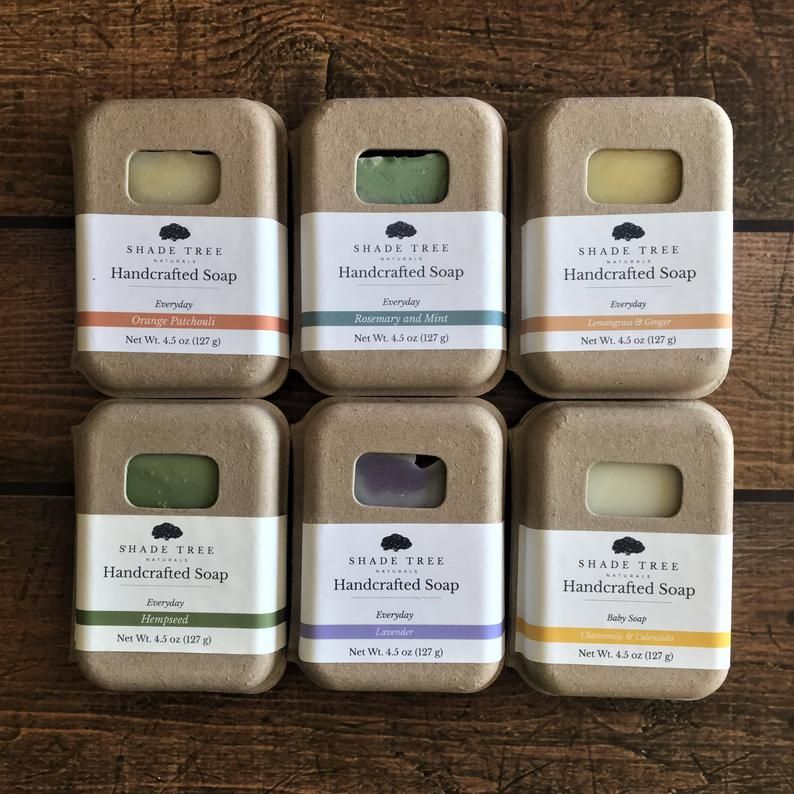 SHADE TREE
NATURALS
Handcrafted Soap
Everyday
Orange Patchouli
Net Wt. 4.5 oz (127 g)
SHADE TREE
NATURALS
Handcrafted Soap
Everyday
Rosemary and Mint
Net Wt. 4.5 oz (127 g)
SHADE TREE
NATURALS
Handcrafted Soap
Everyday
Lemongrass & Ginger
Net Wt. 4.5 oz (127 g)
SHADE TREE
NATURALS
Handcrafted Soap
Everyday
Hempseed
Net Wt. 4.5 oz (127 g)
SHADE TREE
NATURALS
Handcrafted Soap
Everyday
Lavender
Net Wt. 4.5 oz (127 g)
SHADE TREE
NATURALS
Handcrafted Soap
Baby Soap
Chamomile & Calendula
Net Wt. 4.5 oz (127 g)